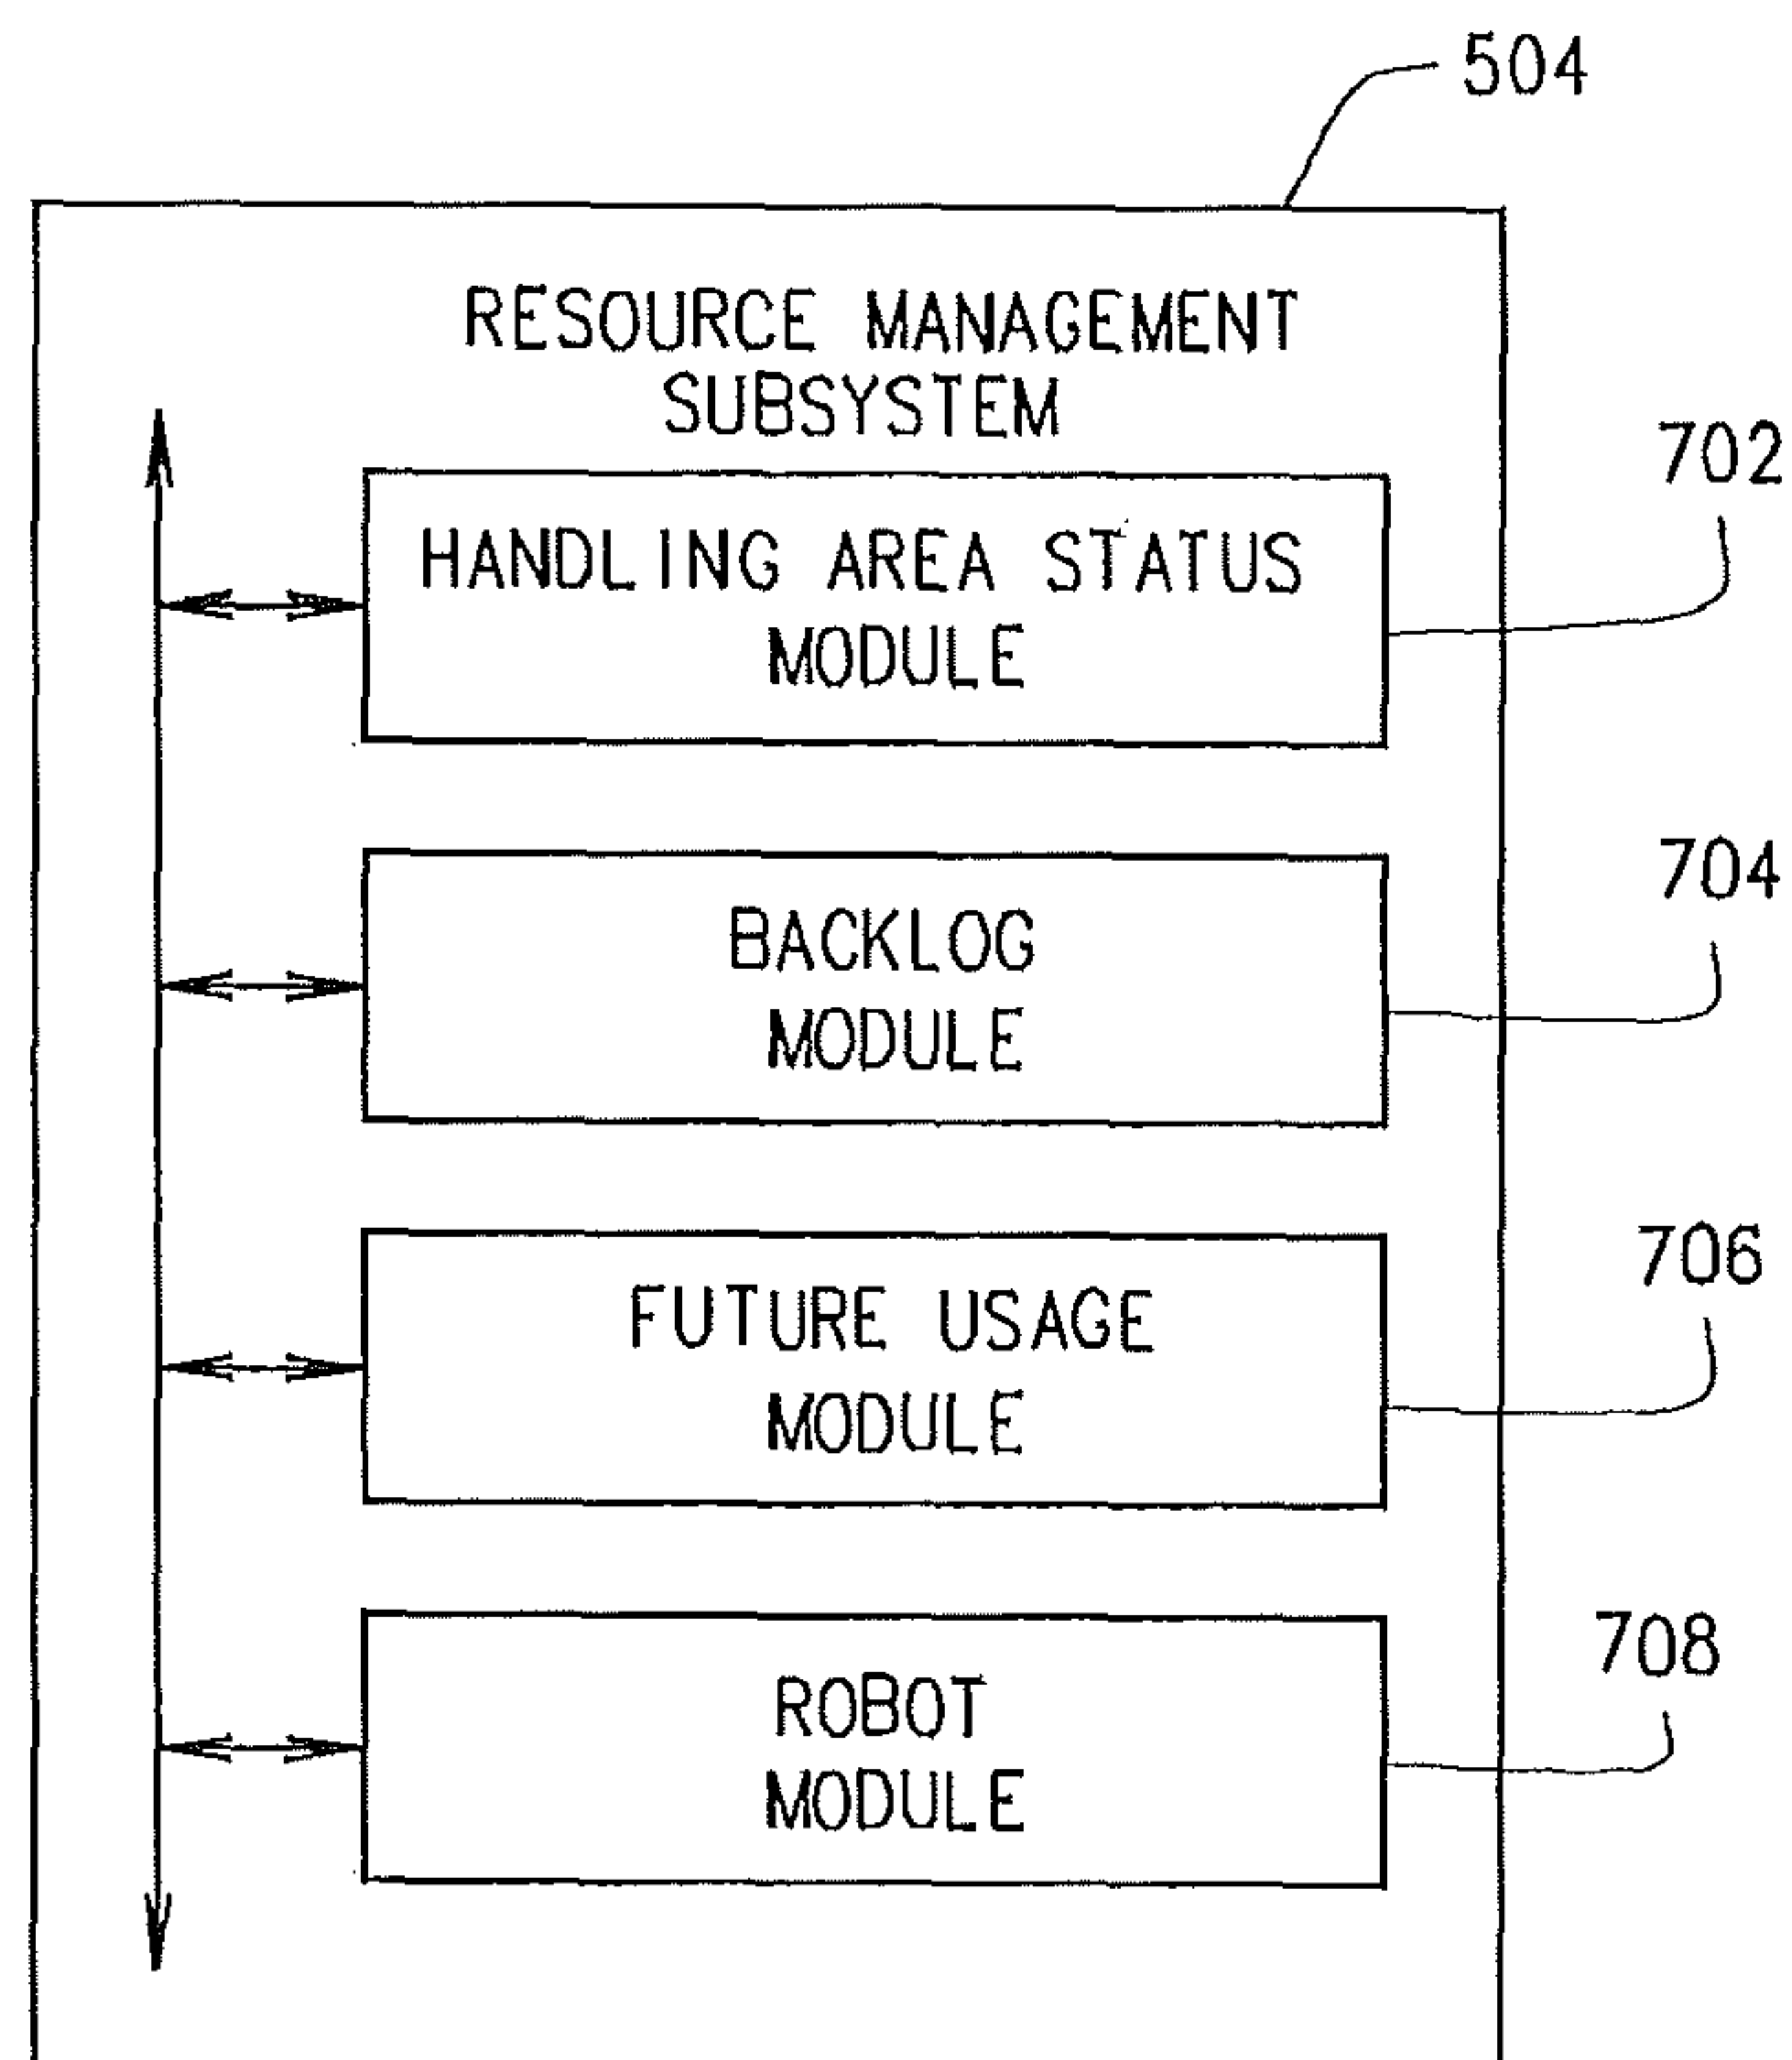 504
RESOURCE MANAGEMENT
SUBSYSTEM
702
HANDLING AREA STATUS
MODULE
704
BACKLOG
MODULE
706
FUTURE USAGE
MODULE
708
ROBOT
MODULE